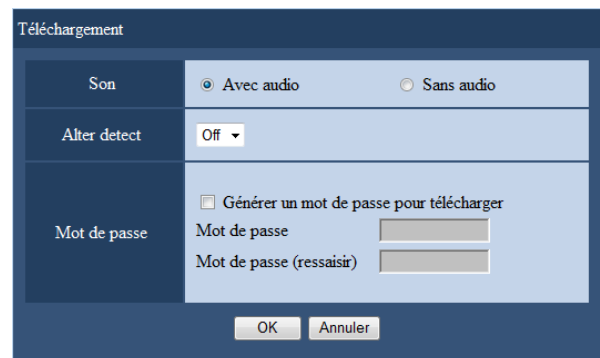 Téléchargement
Son
Avec audio
Sans audio
Alter detect
Off
Mot de passe
Générer un mot de passe pour télécharger
Mot de passe
Mot de passe (ressaisir)
OK
Annuler